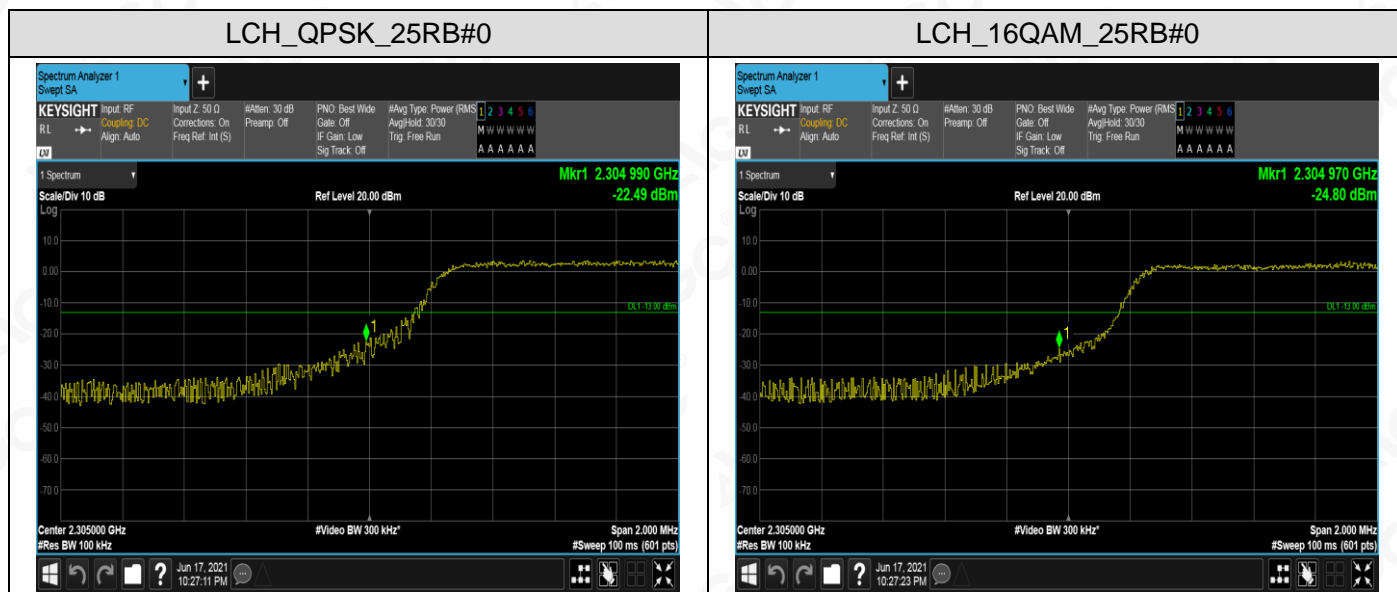 LCH_QPSK_25RB#0
Spectrum Analyzer 1
Swept SA
+
KEYSIGHT
RL
Input: RF
Coupling: DC
Align: Auto
Input Z: 50 Ω
Corrections: On
Freq Ref: Int (S)
#Atten: 30 dB
Preamp: Off
PNO: Best Wide
Gate: Off
IF Gain: Low
Sig Track: Off
#Avg Type: Power (RMS
Avg|Hold: 30/30
Trig: Free Run
1 2 3 4 5 6
M W W W W W
A A A A A A
LXI
1 Spectrum
Scale/Div 10 dB
Log
Ref Level 20.00 dBm
Mkr1 2.304 990 GHz
-22.49 dBm
10.0
0.00
-10.0
-20.0
-30.0
-40.0
-50.0
-60.0
-70.0
DL1 -13.00 dBm
1
Center 2.305000 GHz
#Res BW 100 kHz
#Video BW 300 kHz*
Span 2.000 MHz
#Sweep 100 ms (601 pts)
?
Jun 17, 2021
10:27:11 PM
LCH_16QAM_25RB#0
Spectrum Analyzer 1
Swept SA
+
KEYSIGHT
RL
Input: RF
Coupling: DC
Align: Auto
Input Z: 50 Ω
Corrections: On
Freq Ref: Int (S)
#Atten: 30 dB
Preamp: Off
PNO: Best Wide
Gate: Off
IF Gain: Low
Sig Track: Off
#Avg Type: Power (RMS
Avg|Hold: 30/30
Trig: Free Run
1 2 3 4 5 6
M W W W W W
A A A A A A
LXI
1 Spectrum
Scale/Div 10 dB
Log
Ref Level 20.00 dBm
Mkr1 2.304 970 GHz
-24.80 dBm
10.0
0.00
-10.0
-20.0
-30.0
-40.0
-50.0
-60.0
-70.0
DL1 -13.00 dBm
1
Center 2.305000 GHz
#Res BW 100 kHz
#Video BW 300 kHz*
Span 2.000 MHz
#Sweep 100 ms (601 pts)
?
Jun 17, 2021
10:27:23 PM